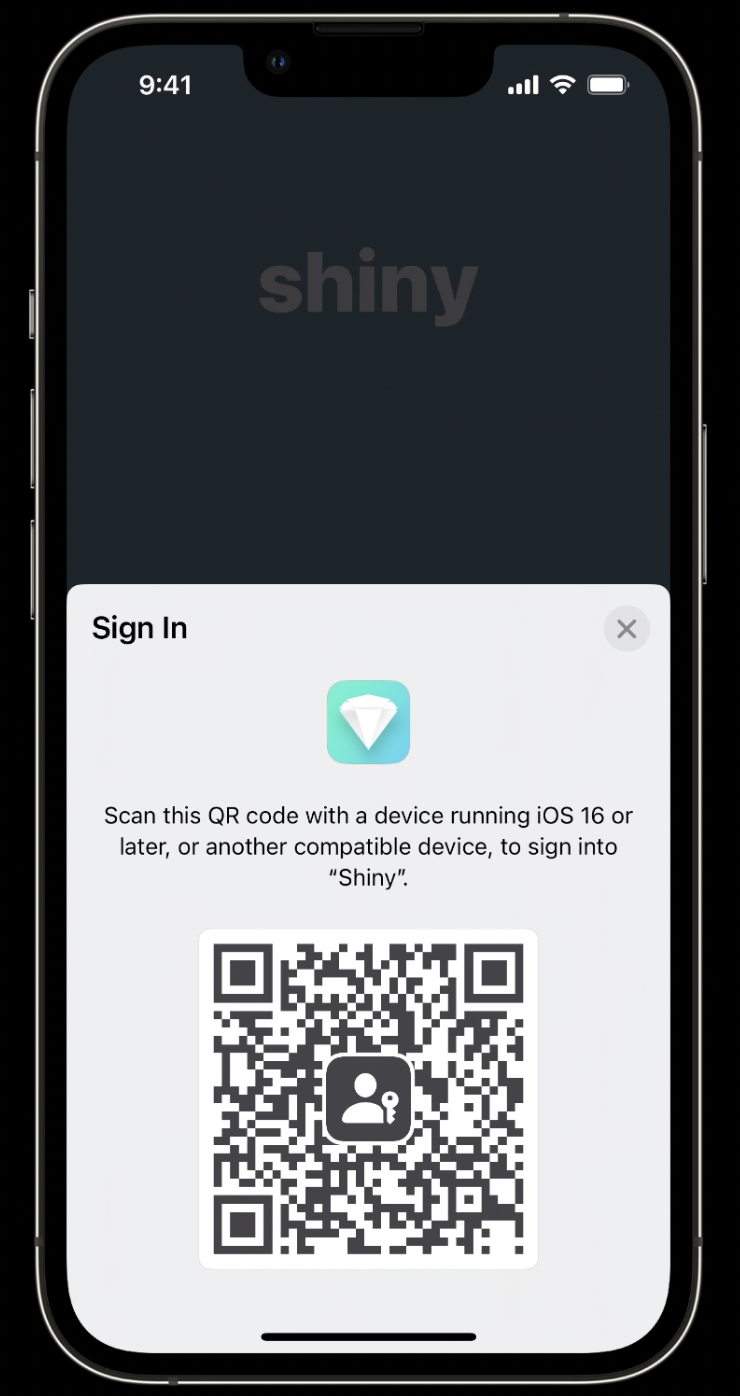 9:41
shiny
Sign In
Scan this QR code with a device running iOS 16 or
later, or another compatible device, to sign into
“Shiny”.